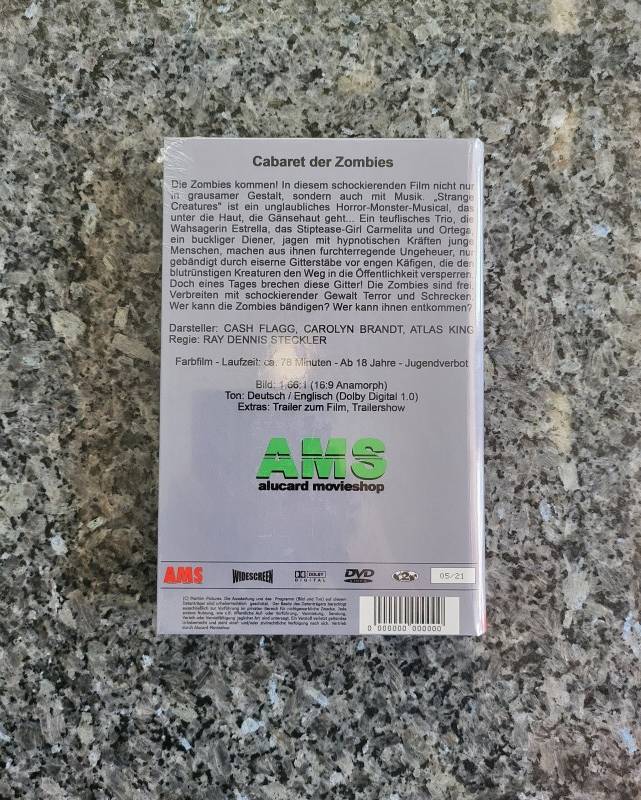 Cabaret der Zombies
Die Zombies kommen! In diesem schockierenden Film nicht nur
in grausamer Gestalt, sondern auch mit Musik. „Strange
Creatures" ist ein unglaubliches Horror-Monster-Musical, das
unter die Haut, die Gänsehaut geht... Ein teuflisches Trio, die
Wahsagerin Estrella, das Stiptease-Girl Carmelita und Ortega,
ein buckliger Diener, jagen mit hypnotischen Kräften junge
Menschen, machen aus ihnen furchterregende Ungeheuer, nur
gebändigt durch eiserne Gitterstäbe vor engen Käfigen, die den
blutrünstigen Kreaturen den Weg in die Öffentlichkeit versperren.
Doch eines Tages brechen diese Gitter! Die Zombies sind frei.
Verbreiten mit schockierender Gewalt Terror und Schrecken.
Wer kann die Zombies bändigen? Wer kann ihnen entkommen?
Darsteller: CASH FLAGG, CAROLYN BRANDT, ATLAS KING
Regie: RAY DENNIS STECKLER
Farbfilm - Laufzeit: ca. 78 Minuten - Ab 18 Jahre - Jugendverbot
Bild: 1,66:1 (16:9 Anamorph)
Ton: Deutsch / Englisch (Dolby Digital 1.0)
Extras: Trailer zum Film, Trailershow
AMS
alucard movieshop
AMS WIDESCREEN DOLBY DIGITAL DVD 2 05/21
0 000000 000000